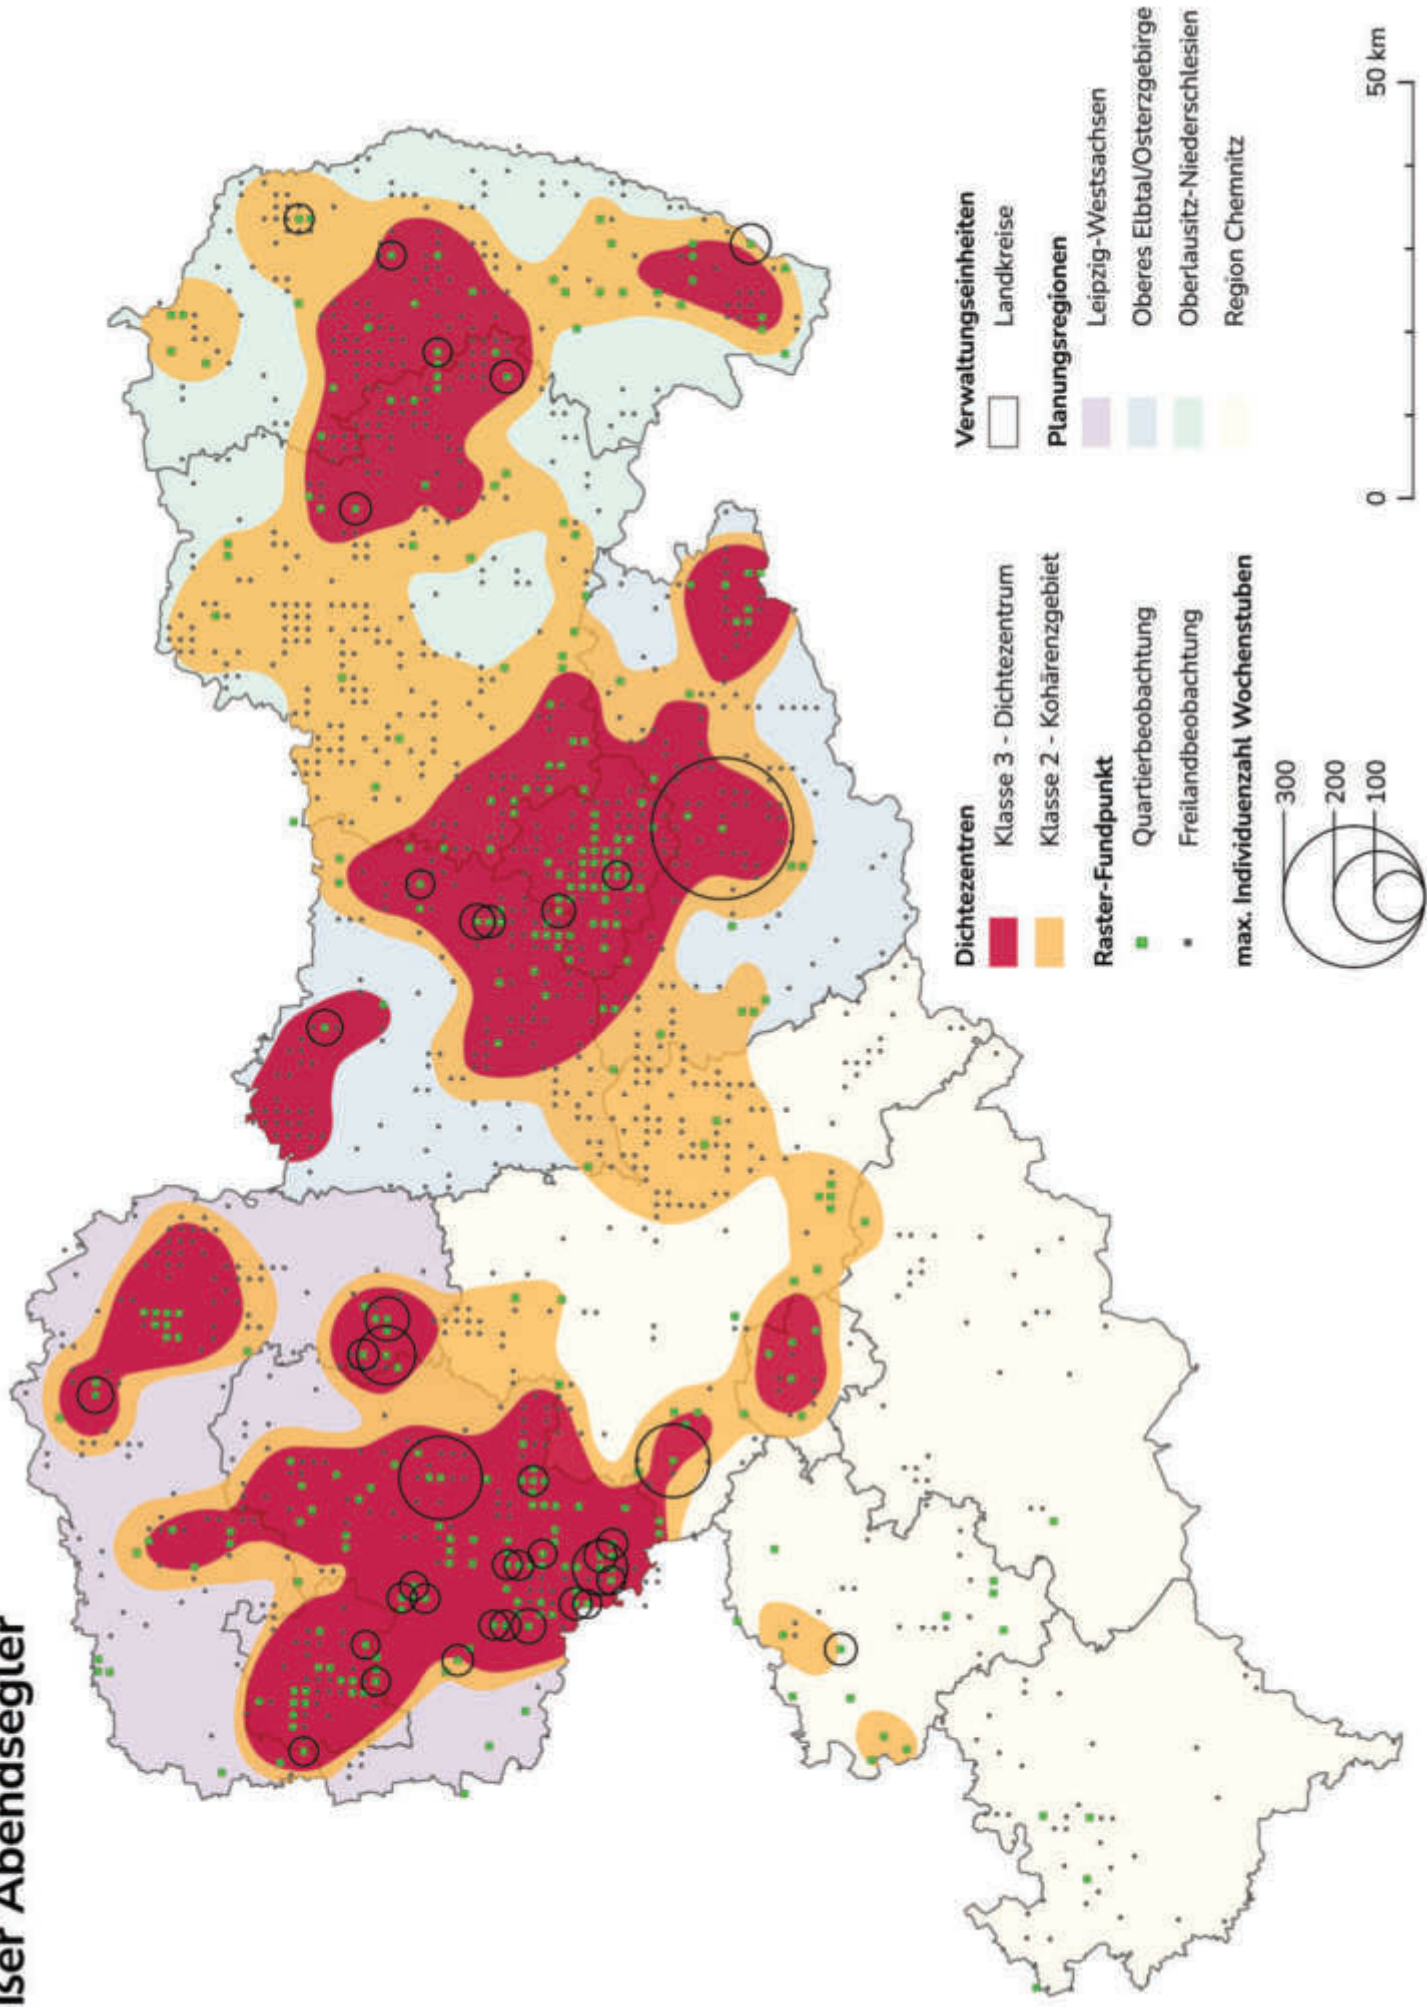 ßer Abendsegler
Dichtezentren
Klasse 3 - Dichtezentrum
Klasse 2 - Kohärenzgebiet
Raster-Fundpunkt
Quartierbeobachtung
Freilandbeobachtung
max. Individuenzahl Wochenstuben
300
200
100
Verwaltungseinheiten
Landkreise
Planungsregionen
Leipzig-Westsachsen
Oberes Elbtal/Osterzgebirge
Oberlausitz-Niederschlesien
Region Chemnitz
0
50 km